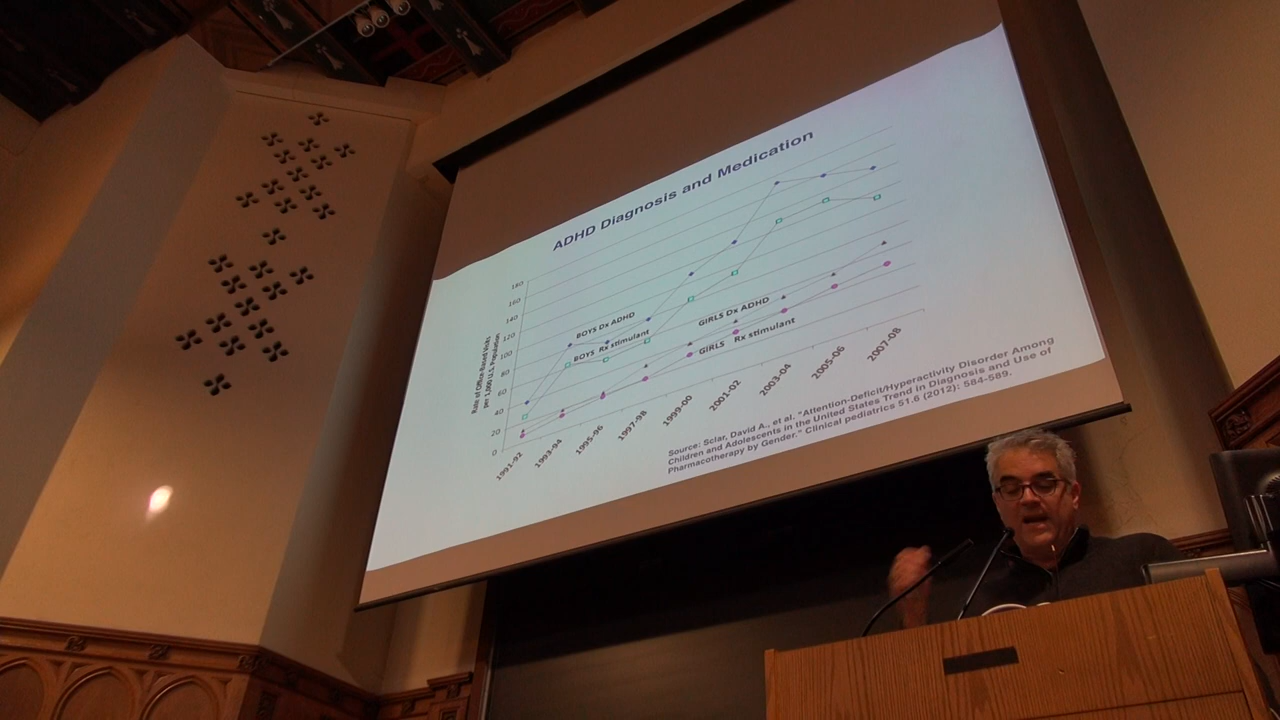 ADHD Diagnosis and Medication
Rate of Office-Based Visits
per 1,000 U.S. Population
180
160
140
120
100
80
60
40
20
0
BOYS Dx ADHD
BOYS Rx stimulant
GIRLS Dx ADHD
GIRLS Rx stimulant
1991-92
1993-94
1995-96
1997-98
1999-00
2001-02
2003-04
2005-06
2007-08
Source: Sclar, David A., et al. "Attention-Deficit/Hyperactivity Disorder Among
Children and Adolescents in the United States Trend in Diagnosis and Use of
Pharmacotherapy by Gender." Clinical pediatrics 51.6 (2012): 584-589.